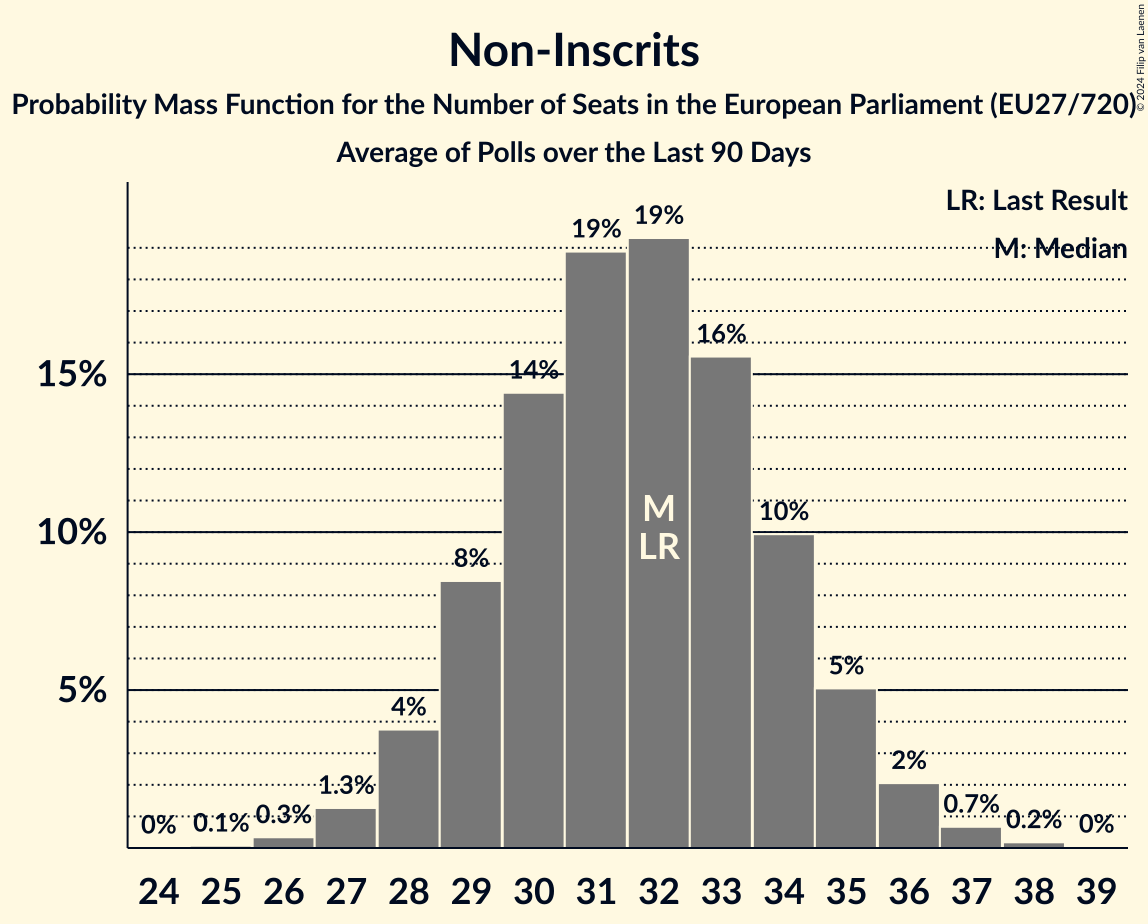 Non-Inscrits
Probability Mass Function for the Number of Seats in the European Parliament (EU27/720)
Average of Polls over the Last 90 Days
© 2024 Filip van Laenen
LR: Last Result
M: Median
15%
10%
5%
0%
0.1%
0.3%
1.3%
4%
8%
14%
19%
19%
16%
10%
5%
2%
0.7%
0.2%
0%
M
LR
24 25 26 27 28 29 30 31 32 33 34 35 36 37 38 39